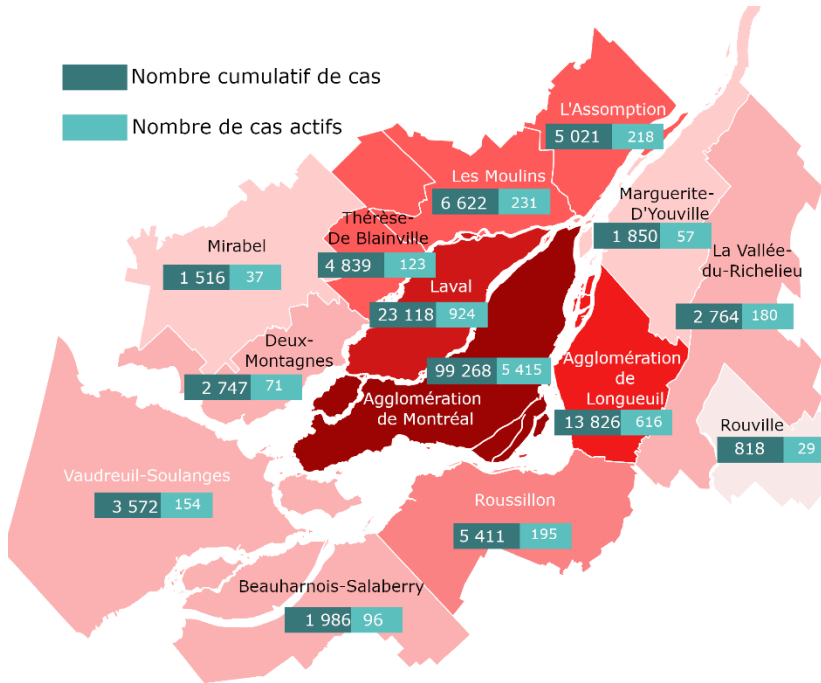 Nombre cumulatif de cas
Nombre de cas actifs
L'Assomption
5 021 218
Les Moulins
6 622 231
Marguerite-
D'Youville
1 850 57
Thérèse-
De Blainville
4 839 123
Mirabel
1 516 37
La Vallée-
du-Richelieu
2 764 180
Laval
23 118 924
Deux-
Montagnes
2 747 71
99 268 5 415
Agglomération
de Montréal
Agglomération
de
Longueuil
13 826 616
Rouville
818 29
Vaudreuil-Soulanges
3 572 154
Roussillon
5 411 195
Beauharnois-Salaberry
1 986 96